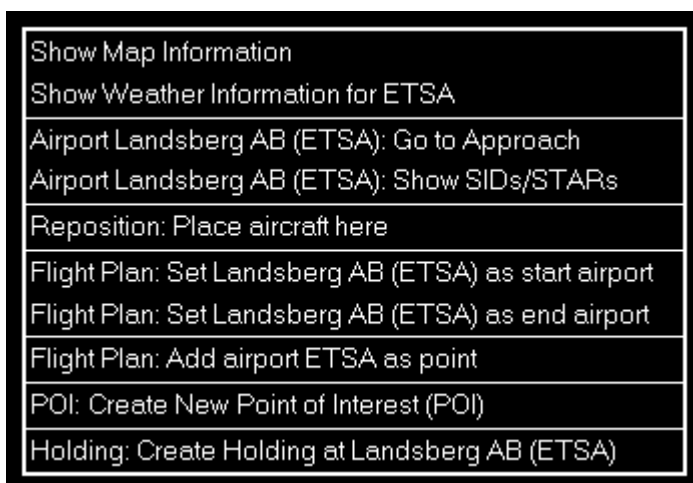 Show Map Information
Show Weather Information for ETSA
Airport Landsberg AB (ETSA): Go to Approach
Airport Landsberg AB (ETSA): Show SIDs/STARs
Reposition: Place aircraft here
Flight Plan: Set Landsberg AB (ETSA) as start airport
Flight Plan: Set Landsberg AB (ETSA) as end airport
Flight Plan: Add airport ETSA as point
POI: Create New Point of Interest (POI)
Holding: Create Holding at Landsberg AB (ETSA)